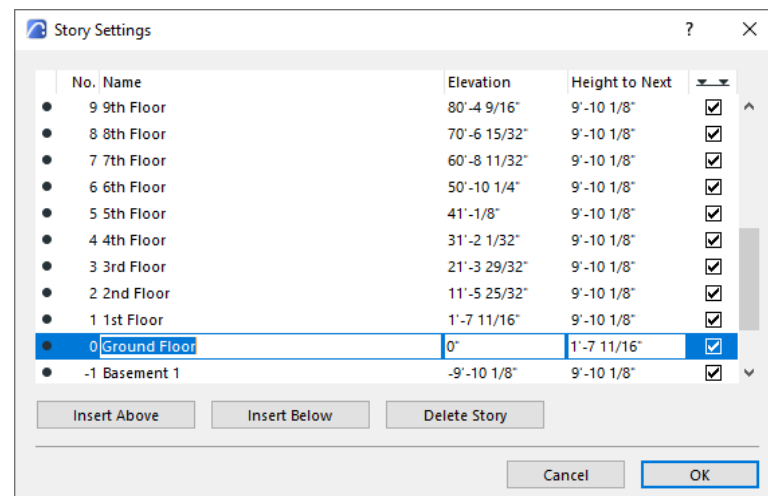 Story Settings ?
No. Name Elevation Height to Next
9 9th Floor 80'-4 9/16" 9'-10 1/8"
8 8th Floor 70'-6 15/32" 9'-10 1/8"
7 7th Floor 60'-8 11/32" 9'-10 1/8"
6 6th Floor 50'-10 1/4" 9'-10 1/8"
5 5th Floor 41'-1/8" 9'-10 1/8"
4 4th Floor 31'-2 1/32" 9'-10 1/8"
3 3rd Floor 21'-3 29/32" 9'-10 1/8"
2 2nd Floor 11'-5 25/32" 9'-10 1/8"
1 1st Floor 1'-7 11/16" 9'-10 1/8"
0 Ground Floor 0" 1'-7 11/16"
-1 Basement 1 -9'-10 1/8" 9'-10 1/8"
Insert Above Insert Below Delete Story
Cancel OK